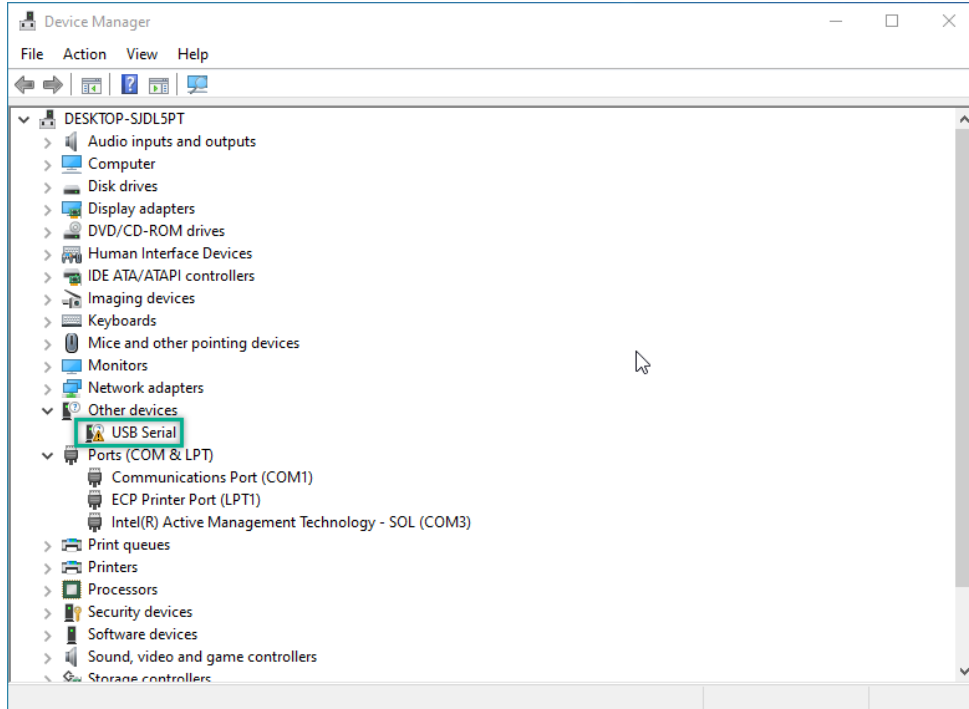 Device Manager
File Action View Help
DESKTOP-SJDL5PT
Audio inputs and outputs
Computer
Disk drives
Display adapters
DVD/CD-ROM drives
Human Interface Devices
IDE ATA/ATAPI controllers
Imaging devices
Keyboards
Mice and other pointing devices
Monitors
Network adapters
Other devices
USB Serial
Ports (COM & LPT)
Communications Port (COM1)
ECP Printer Port (LPT1)
Intel(R) Active Management Technology - SOL (COM3)
Print queues
Printers
Processors
Security devices
Software devices
Sound, video and game controllers
Storage controllers